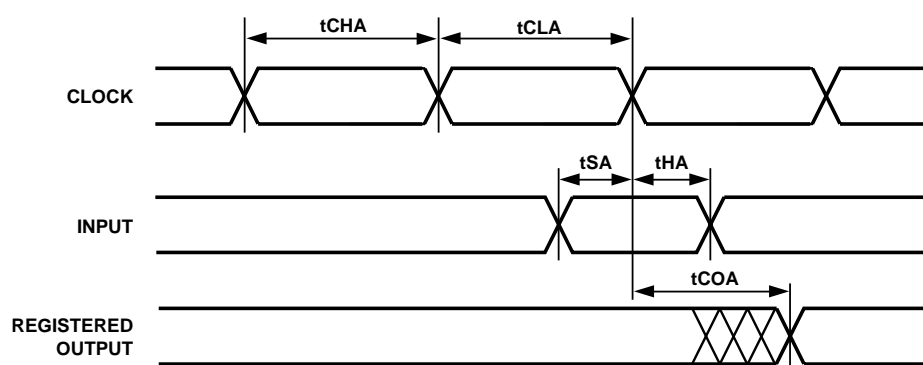 tCHA tCLA
CLOCK
tSA tHA
INPUT
tCOA
REGISTERED
OUTPUT